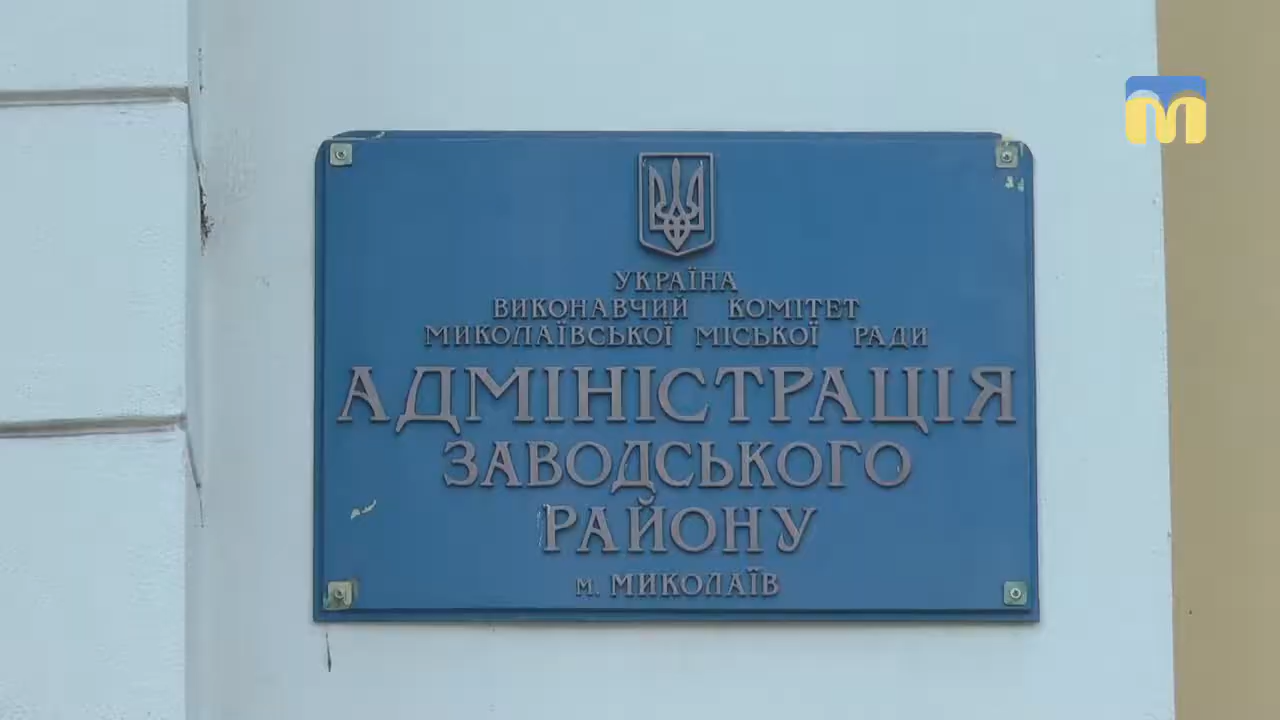 УКРАЇНА
ВИКОНАВЧИЙ КОМІТЕТ
МИКОЛАЇВСЬКОЇ МІСЬКОЇ РАДИ
АДМІНІСТРАЦІЯ
ЗАВОДСЬКОГО
РАЙОНУ
м. МИКОЛАЇВ